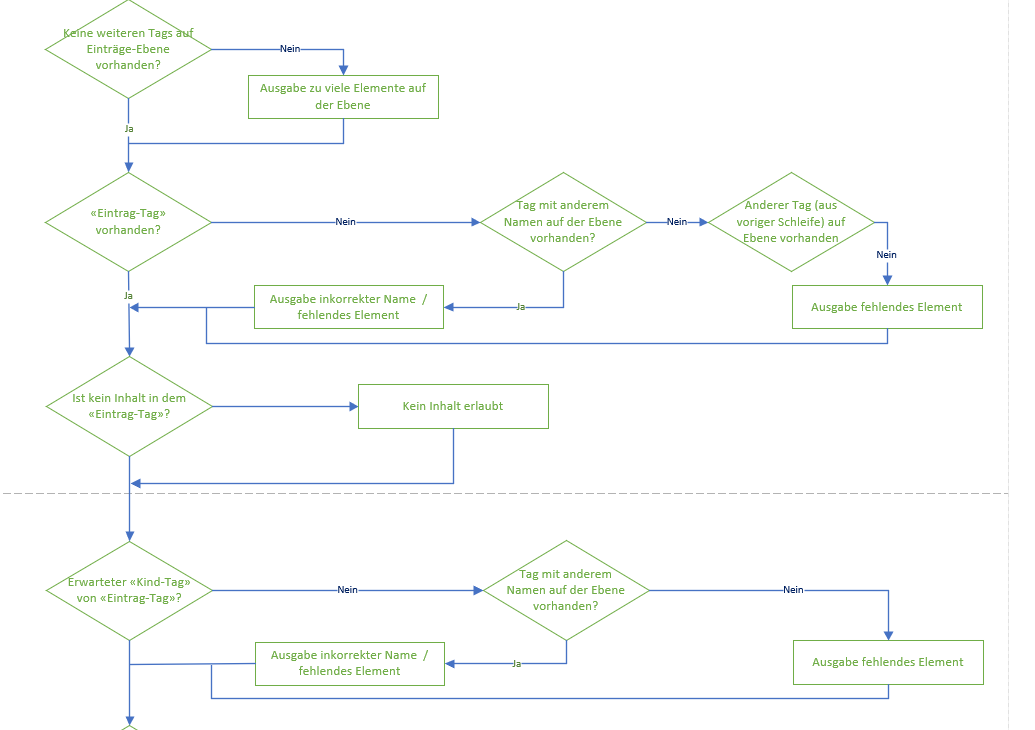 Keine weiteren Tags auf
Einträge-Ebene
vorhanden?
Nein
Ausgabe zu viele Elemente auf
der Ebene
Ja
«Eintrag-Tag»
vorhanden?
Nein
Tag mit anderem
Namen auf der Ebene
vorhanden?
Nein
Anderer Tag (aus
voriger Schleife) auf
Ebene vorhanden
Nein
Ja
Ausgabe inkorrekter Name /
fehlendes Element
Ja
Ausgabe fehlendes Element
Ist kein Inhalt in dem
«Eintrag-Tag»?
Kein Inhalt erlaubt
Erwarteter «Kind-Tag»
von «Eintrag-Tag»?
Nein
Tag mit anderem
Namen auf der Ebene
vorhanden?
Nein
Ausgabe inkorrekter Name /
fehlendes Element
Ja
Ausgabe fehlendes Element